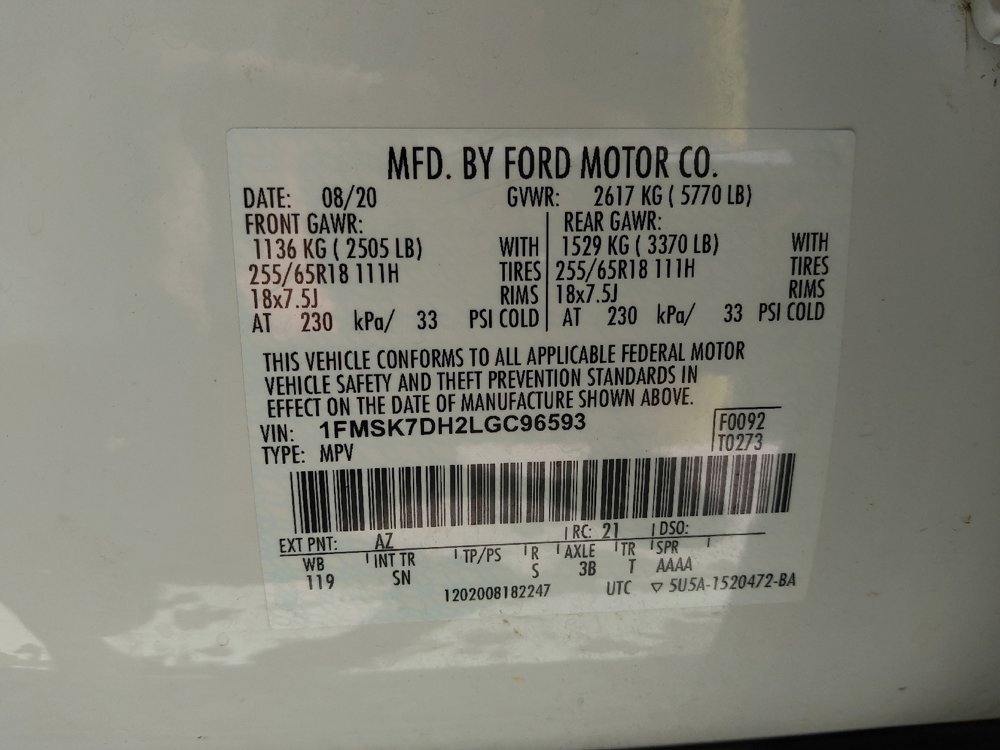 MFD. BY FORD MOTOR CO.
DATE: 08/20 GVWR: 2617 KG ( 5770 LB)
FRONT GAWR: REAR GAWR:
1136 KG ( 2505 LB) WITH 1529 KG ( 3370 LB) WITH
255/65R18 111H TIRES 255/65R18 111H TIRES
18x7.5J RIMS 18x7.5J RIMS
AT 230 kPa/ 33 PSI COLD AT 230 kPa/ 33 PSI COLD
THIS VEHICLE CONFORMS TO ALL APPLICABLE FEDERAL MOTOR
VEHICLE SAFETY AND THEFT PREVENTION STANDARDS IN
EFFECT ON THE DATE OF MANUFACTURE SHOWN ABOVE.
VIN: 1FMSK7DH2LGC96593 F0092
TYPE: MPV T0273
EXT PNT: AZ RC: 21 DSO:
WB INT TR TP/PS R AXLE TR SPR
119 SN S 3B T AAAA
1202008182247 UTC ▽ 5U5A-1520472-BA